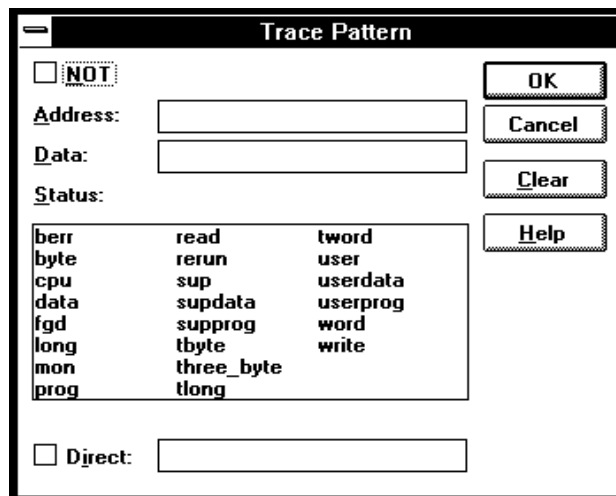 Trace Pattern
NOT
OK
Address:
Cancel
Data:
Clear
Status:
Help
berr read tword
byte rerun user
cpu sup userdata
data supdata userprog
fgd supprog word
long tbyte write
mon three_byte
prog tlong
Direct: